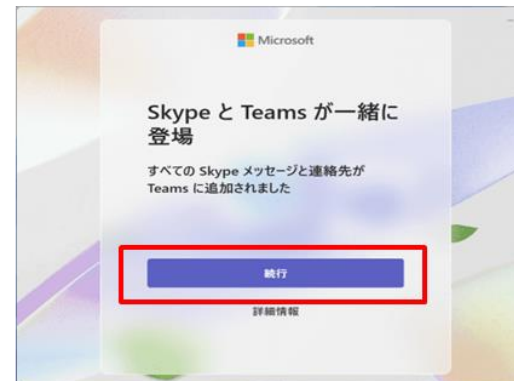 Microsoft
Skype と Teams が一緒に
登場
すべての Skype メッセージと連絡先が
Teams に追加されました
続行
詳細情報